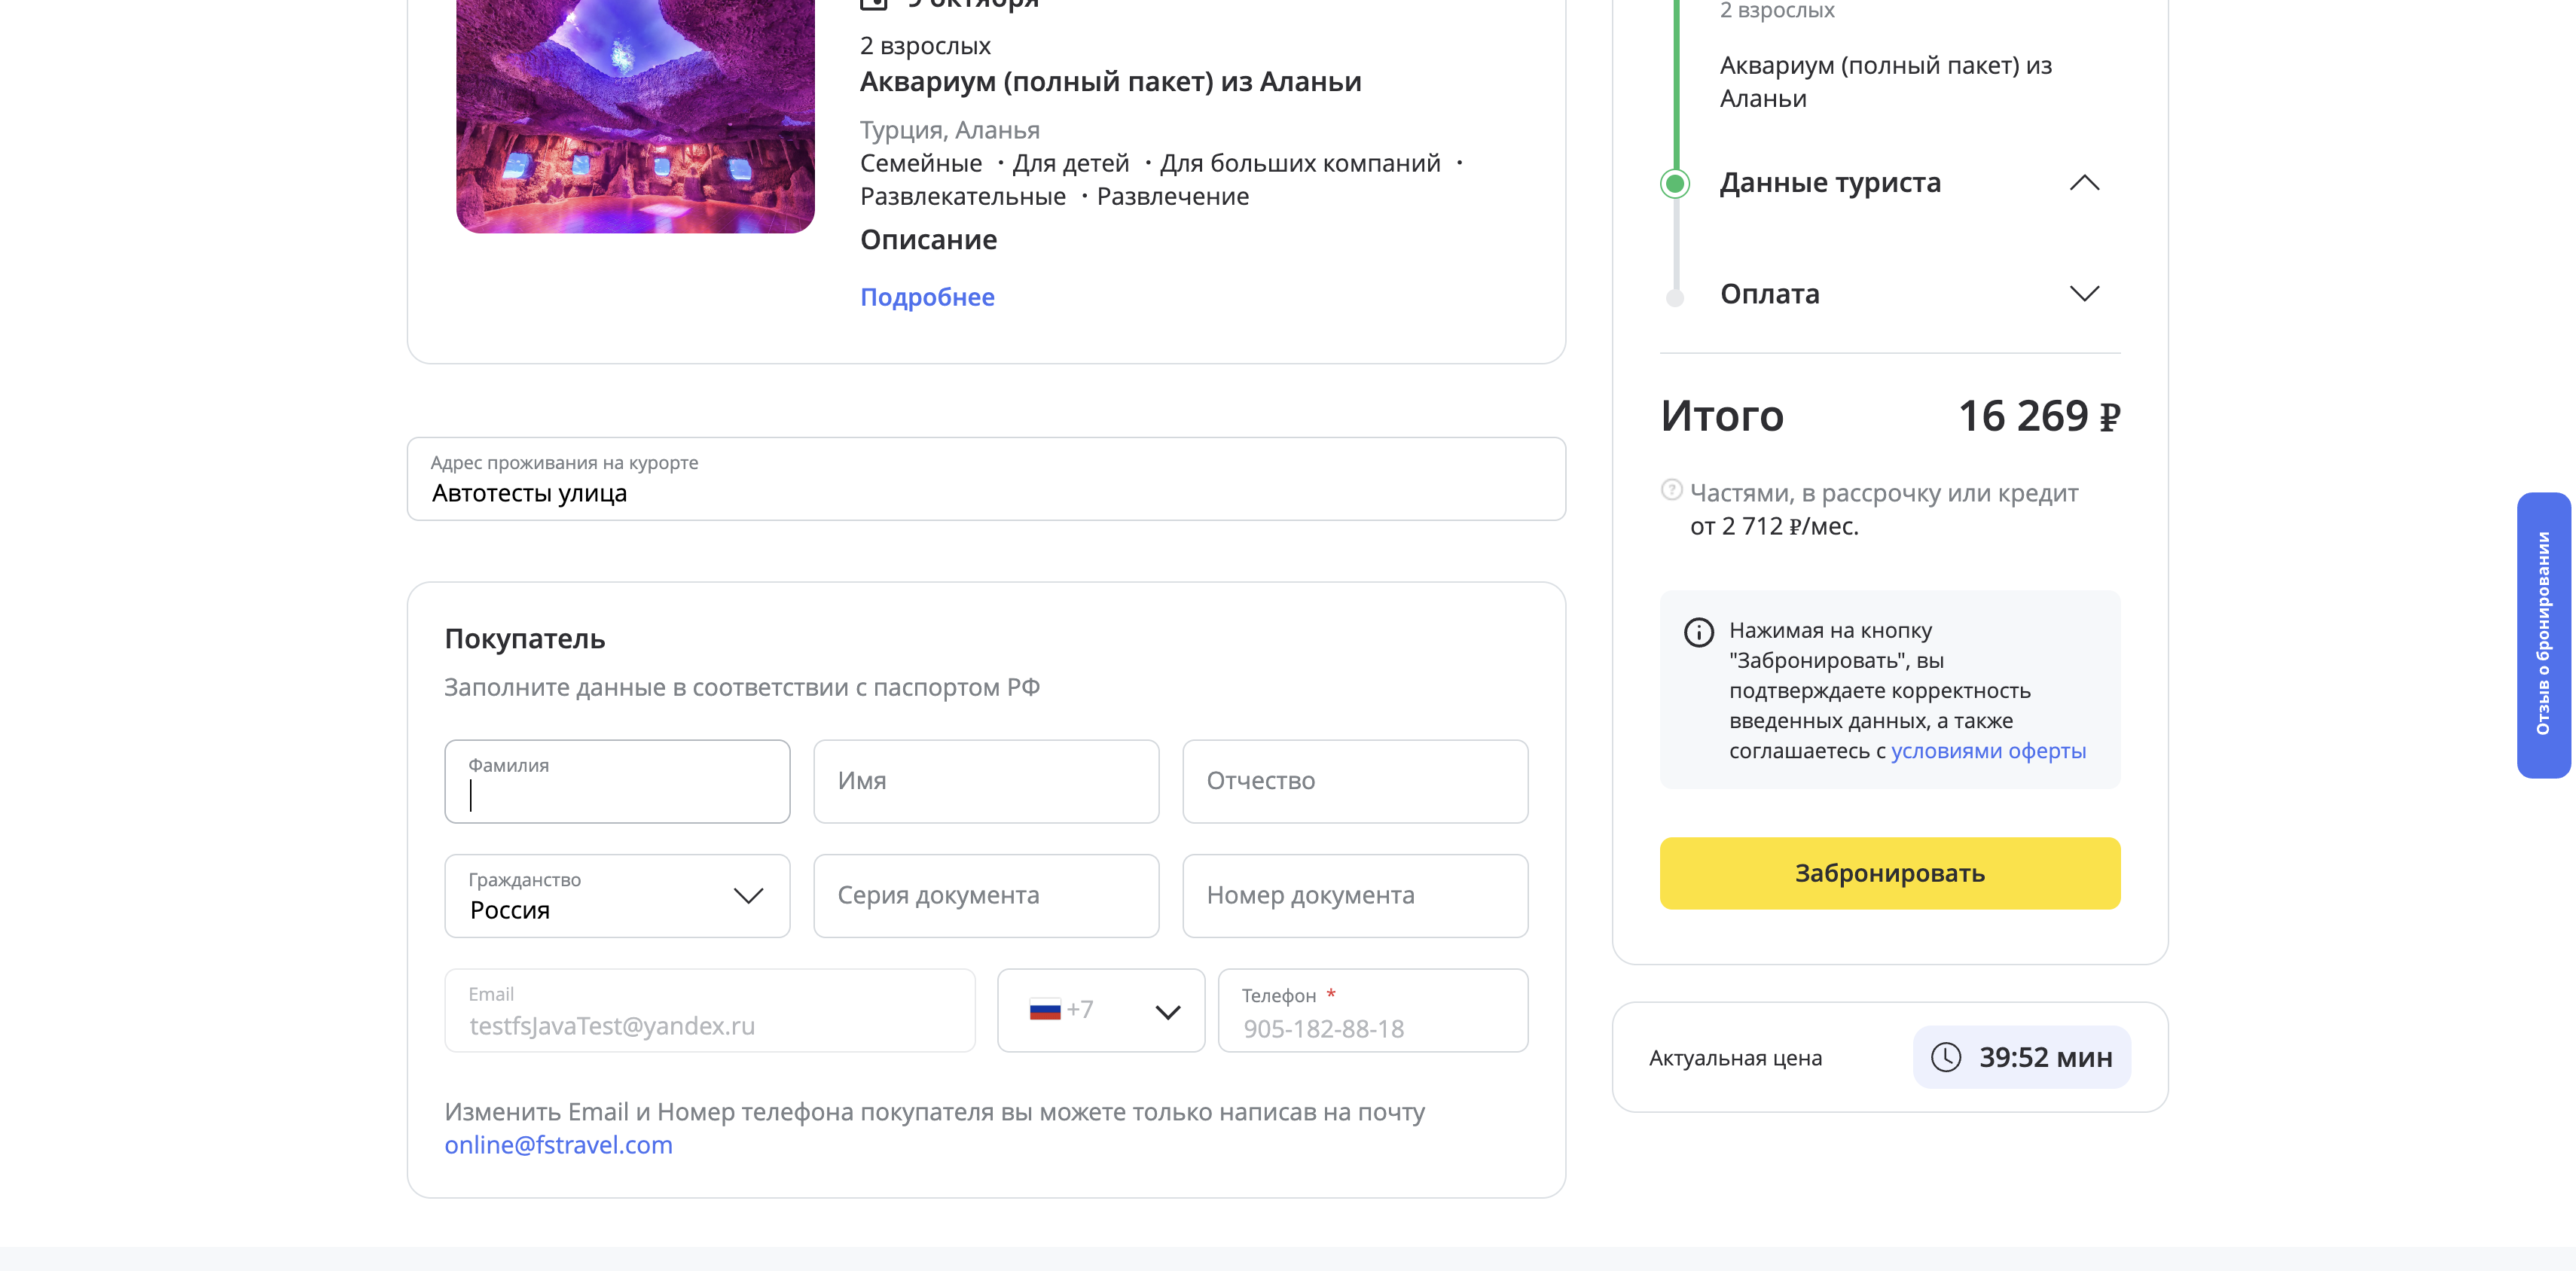 9 октября
2 взрослых
Аквариум (полный пакет) из Аланьи
Турция, Аланья
Семейные · Для детей · Для больших компаний ·
Развлекательные · Развлечение
Описание
Подробнее
Адрес проживания на курорте
Автотесты улица
Покупатель
Заполните данные в соответствии с паспортом РФ
Фамилия
Имя
Отчество
Гражданство
Россия
Серия документа
Номер документа
Email
testfsJavaTest@yandex.ru
+7
Телефон *
905-182-88-18
Изменить Email и Номер телефона покупателя вы можете только написав на почту
online@fstravel.com
2 взрослых
Аквариум (полный пакет) из
Аланьи
Данные туриста
Оплата
Итого 16 269 ₽
Частями, в рассрочку или кредит
от 2 712 ₽/мес.
Нажимая на кнопку
"Забронировать", вы
подтверждаете корректность
введенных данных, а также
соглашаетесь с условиями оферты
Забронировать
Актуальная цена 39:52 мин
Отзыв о бронировании